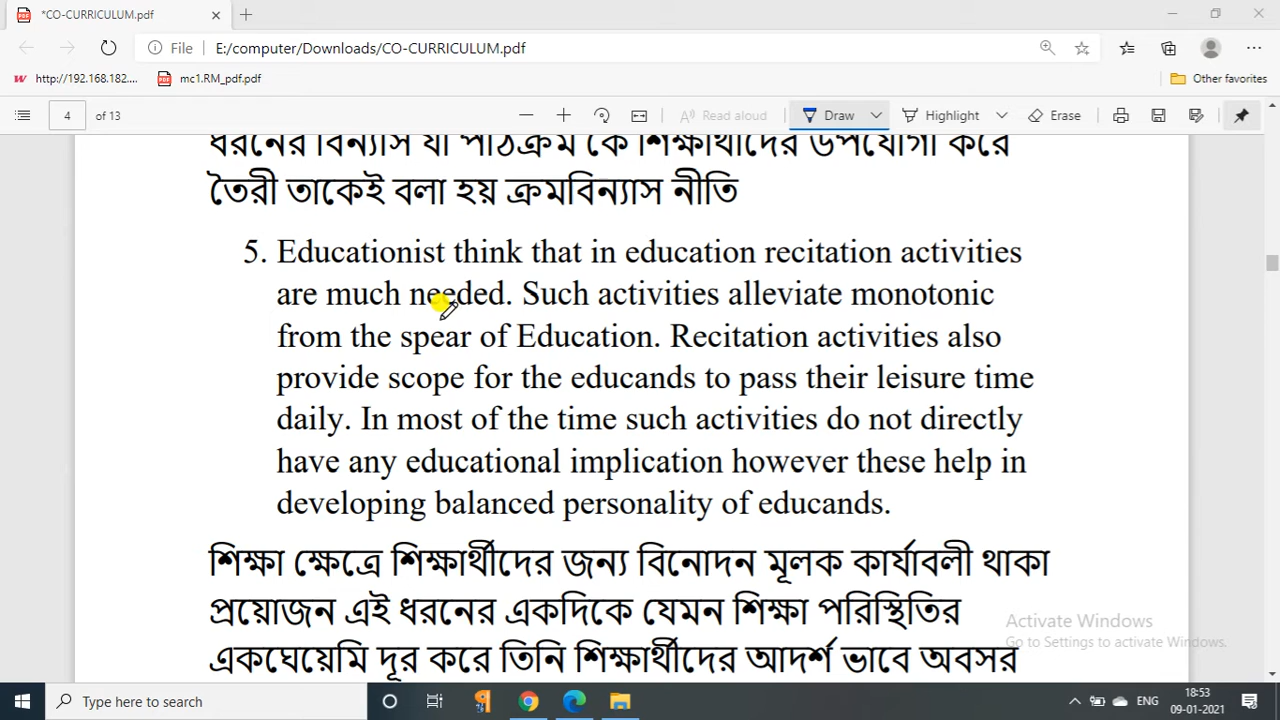 *CO-CURRICULUM.pdf
File E:/computer/Downloads/CO-CURRICULUM.pdf
http://192.168.182.... mc1.RM_pdf.pdf Other favorites
4 of 13 Read aloud Draw Highlight Erase
ধরনের বিন্যাস যা পাঠক্রম কে শিক্ষার্থীদের উপযোগী করে
তৈরী তাকেই বলা হয় ক্রমবিন্যাস নীতি
5. Educationist think that in education recitation activities
are much needed. Such activities alleviate monotonic
from the spear of Education. Recitation activities also
provide scope for the educands to pass their leisure time
daily. In most of the time such activities do not directly
have any educational implication however these help in
developing balanced personality of educands.
শিক্ষা ক্ষেত্রে শিক্ষার্থীদের জন্য বিনোদন মূলক কার্যাবলী থাকা
প্রয়োজন এই ধরনের একদিকে যেমন শিক্ষা পরিস্থিতির
একঘেয়েমি দূর করে তিনি শিক্ষার্থীদের আদর্শ ভাবে অবসর
Activate Windows
Go to Settings to activate Windows.
Type here to search
ENG
18:53
09-01-2021